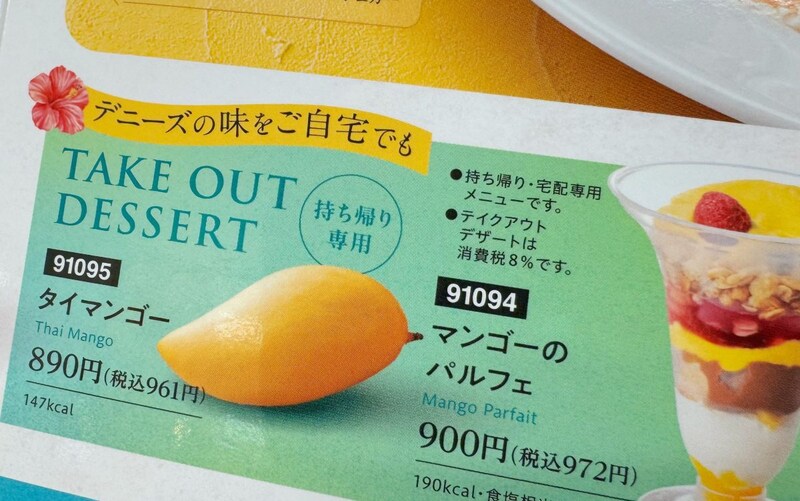 デニーズの味をご自宅でも
TAKE OUT
DESSERT
持ち帰り
専用
●持ち帰り・宅配専用
メニューです。
●テイクアウト
デザートは
消費税8％です。
91095
タイマンゴー
Thai Mango
890円(税込961円)
147kcal
91094
マンゴーの
パルフェ
Mango Parfait
900円(税込972円)
190kcal・食塩相当